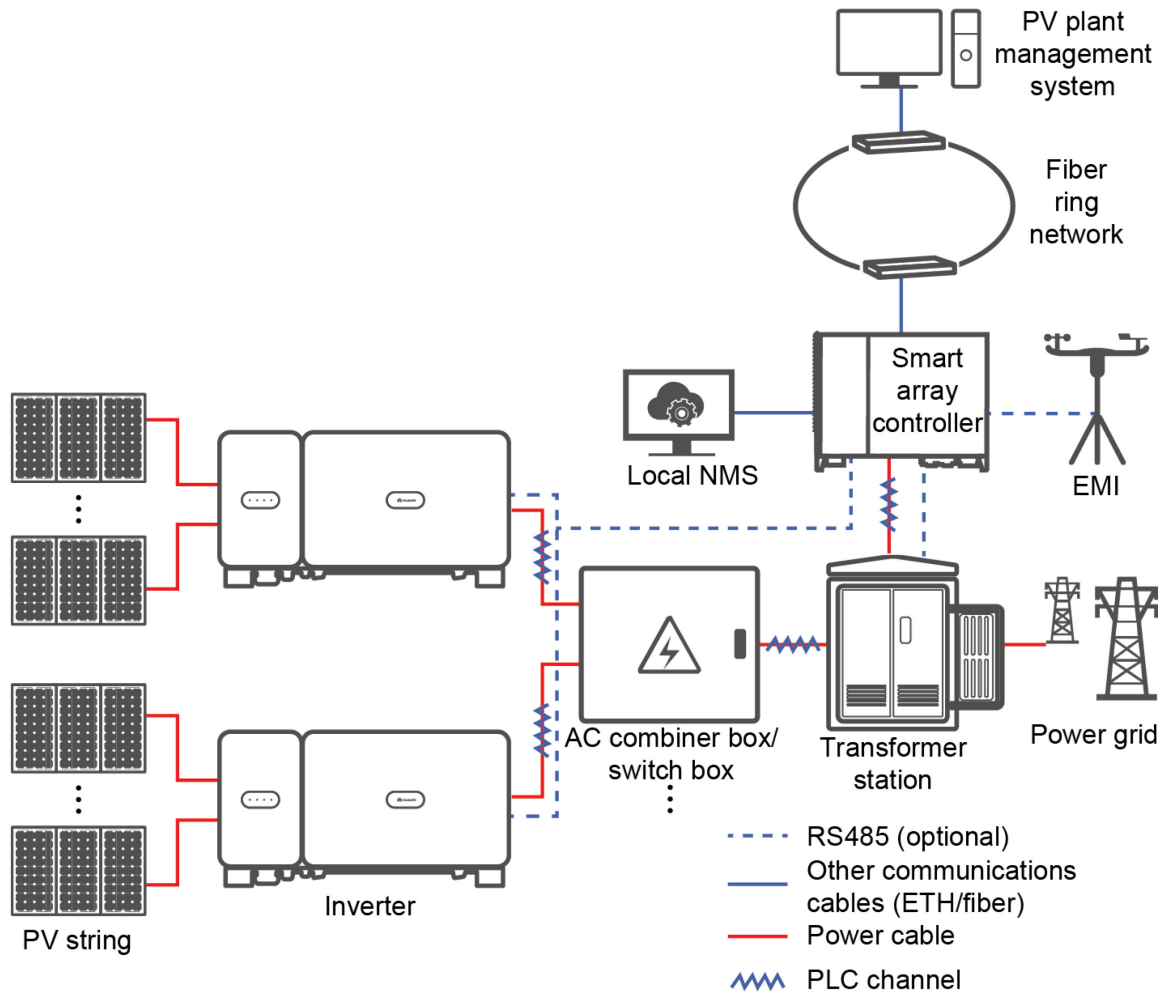 PV plant
management
system
Fiber
ring
network
Smart
array
controller
Local NMS
EMI
AC combiner box/
switch box
Transformer
station
Power grid
Inverter
PV string
RS485 (optional)
Other communications
cables (ETH/fiber)
Power cable
PLC channel